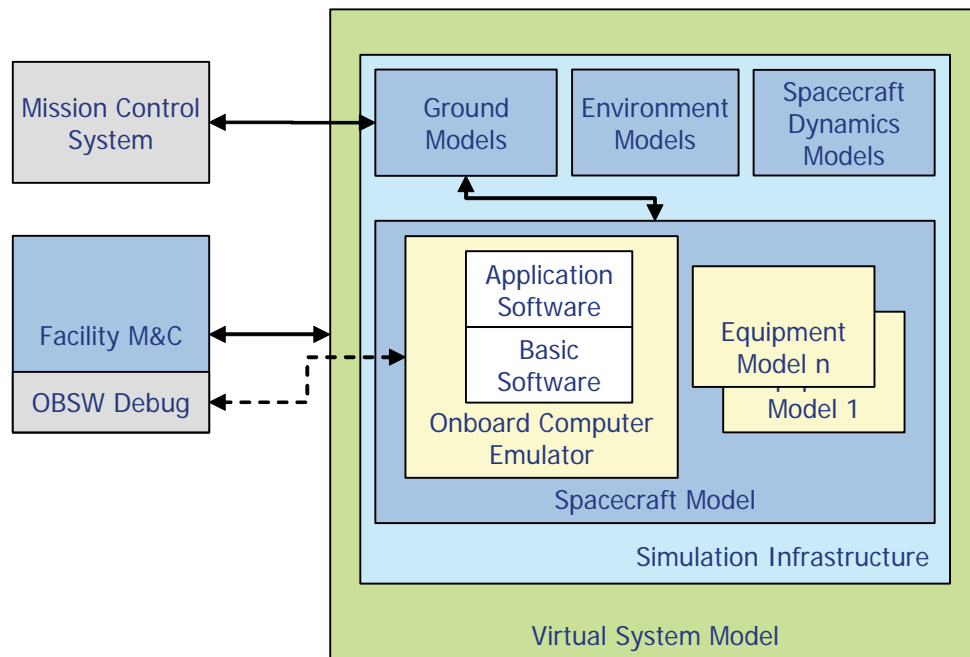 Mission Control
System
Ground
Models
Environment
Models
Spacecraft
Dynamics
Models
Facility M&C
OBSW Debug
Application
Software
Basic
Software
Onboard Computer
Emulator
Equipment
Model n
Model 1
Spacecraft Model
Simulation Infrastructure
Virtual System Model